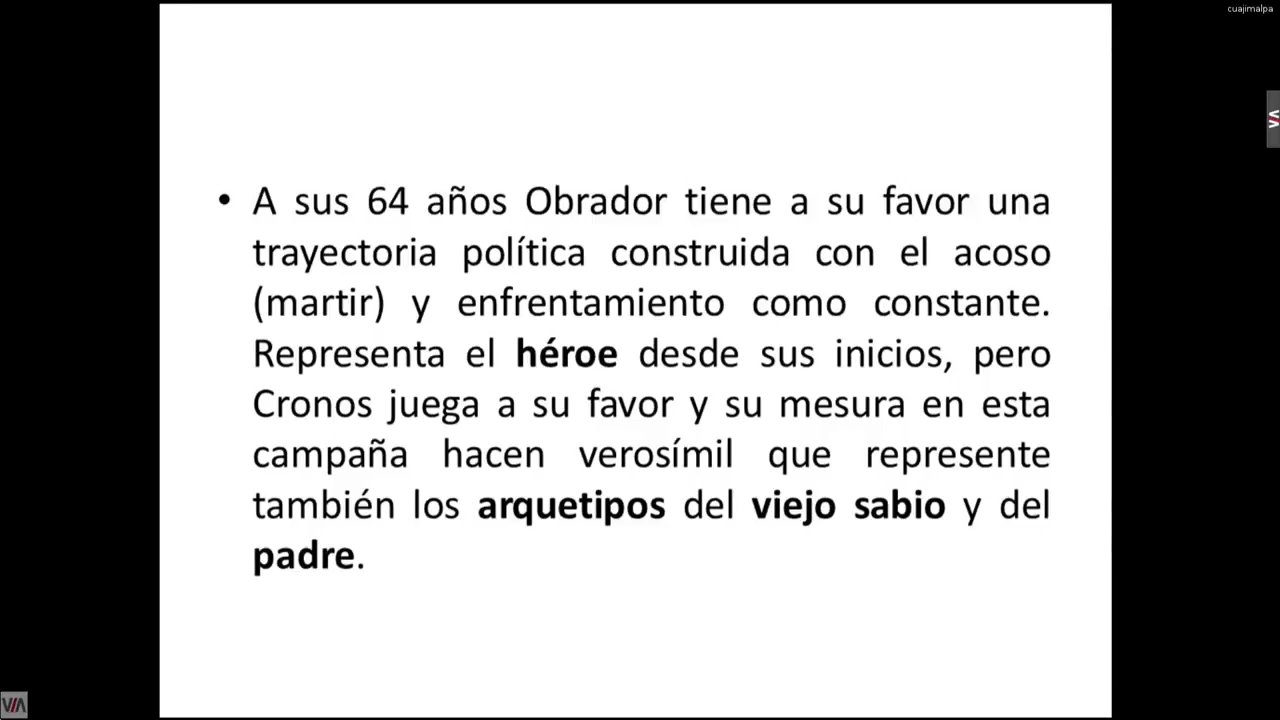 cuajimalpa
• A sus 64 años Obrador tiene a su favor una
trayectoria política construida con el acoso
(martir) y enfrentamiento como constante.
Representa el héroe desde sus inicios, pero
Cronos juega a su favor y su mesura en esta
campaña hacen verosímil que represente
también los arquetipos del viejo sabio y del
padre.
VIA